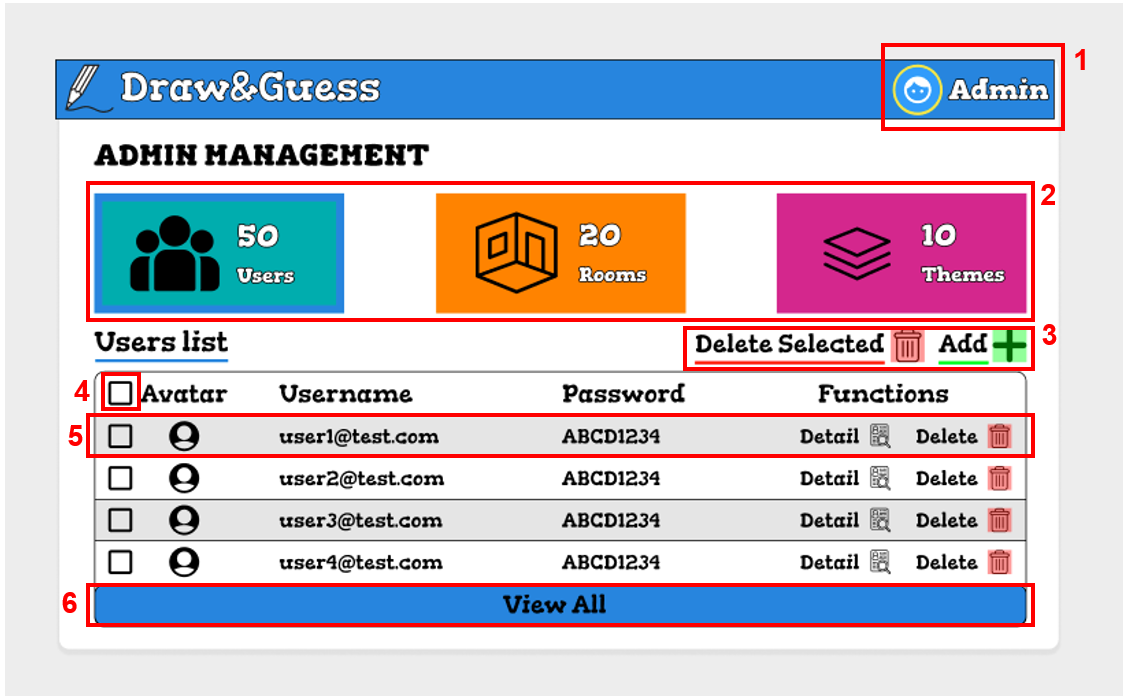 1
Draw&Guess
Admin
ADMIN MANAGEMENT
2
50
Users
20
Rooms
10
Themes
Users list
Delete Selected
Add
3
4
Avatar Username Password Functions
5
user1@test.com ABCD1234 Detail Delete
user2@test.com ABCD1234 Detail Delete
user3@test.com ABCD1234 Detail Delete
user4@test.com ABCD1234 Detail Delete
6
View All